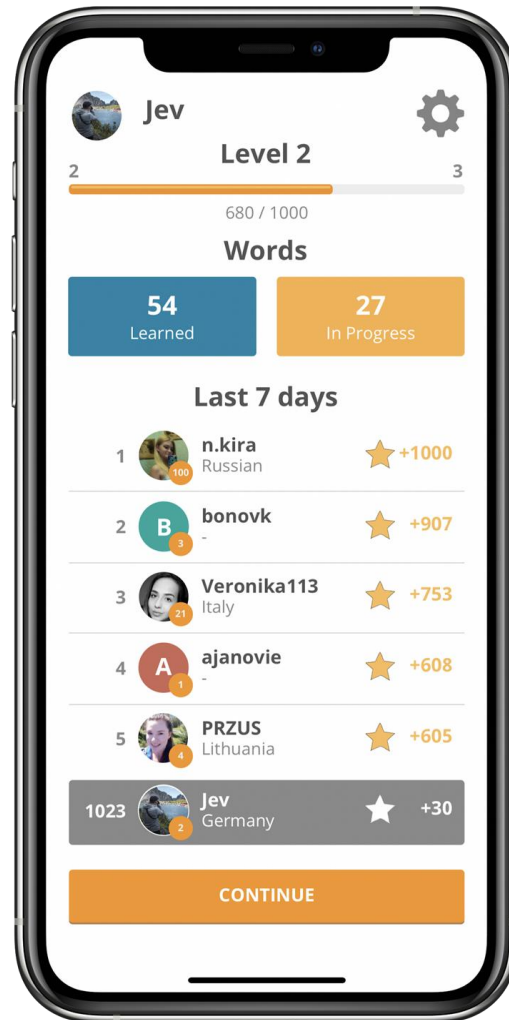 Jev
Level 2
2 3
680 / 1000
Words
54 27
Learned In Progress
Last 7 days
1 n.kira +1000
Russian
100
2 B bonovk +907
-
3
3 Veronika113 +753
Italy
21
4 A ajanovie +608
-
1
5 PRZUS +605
Lithuania
4
1023 Jev +30
Germany
2
CONTINUE